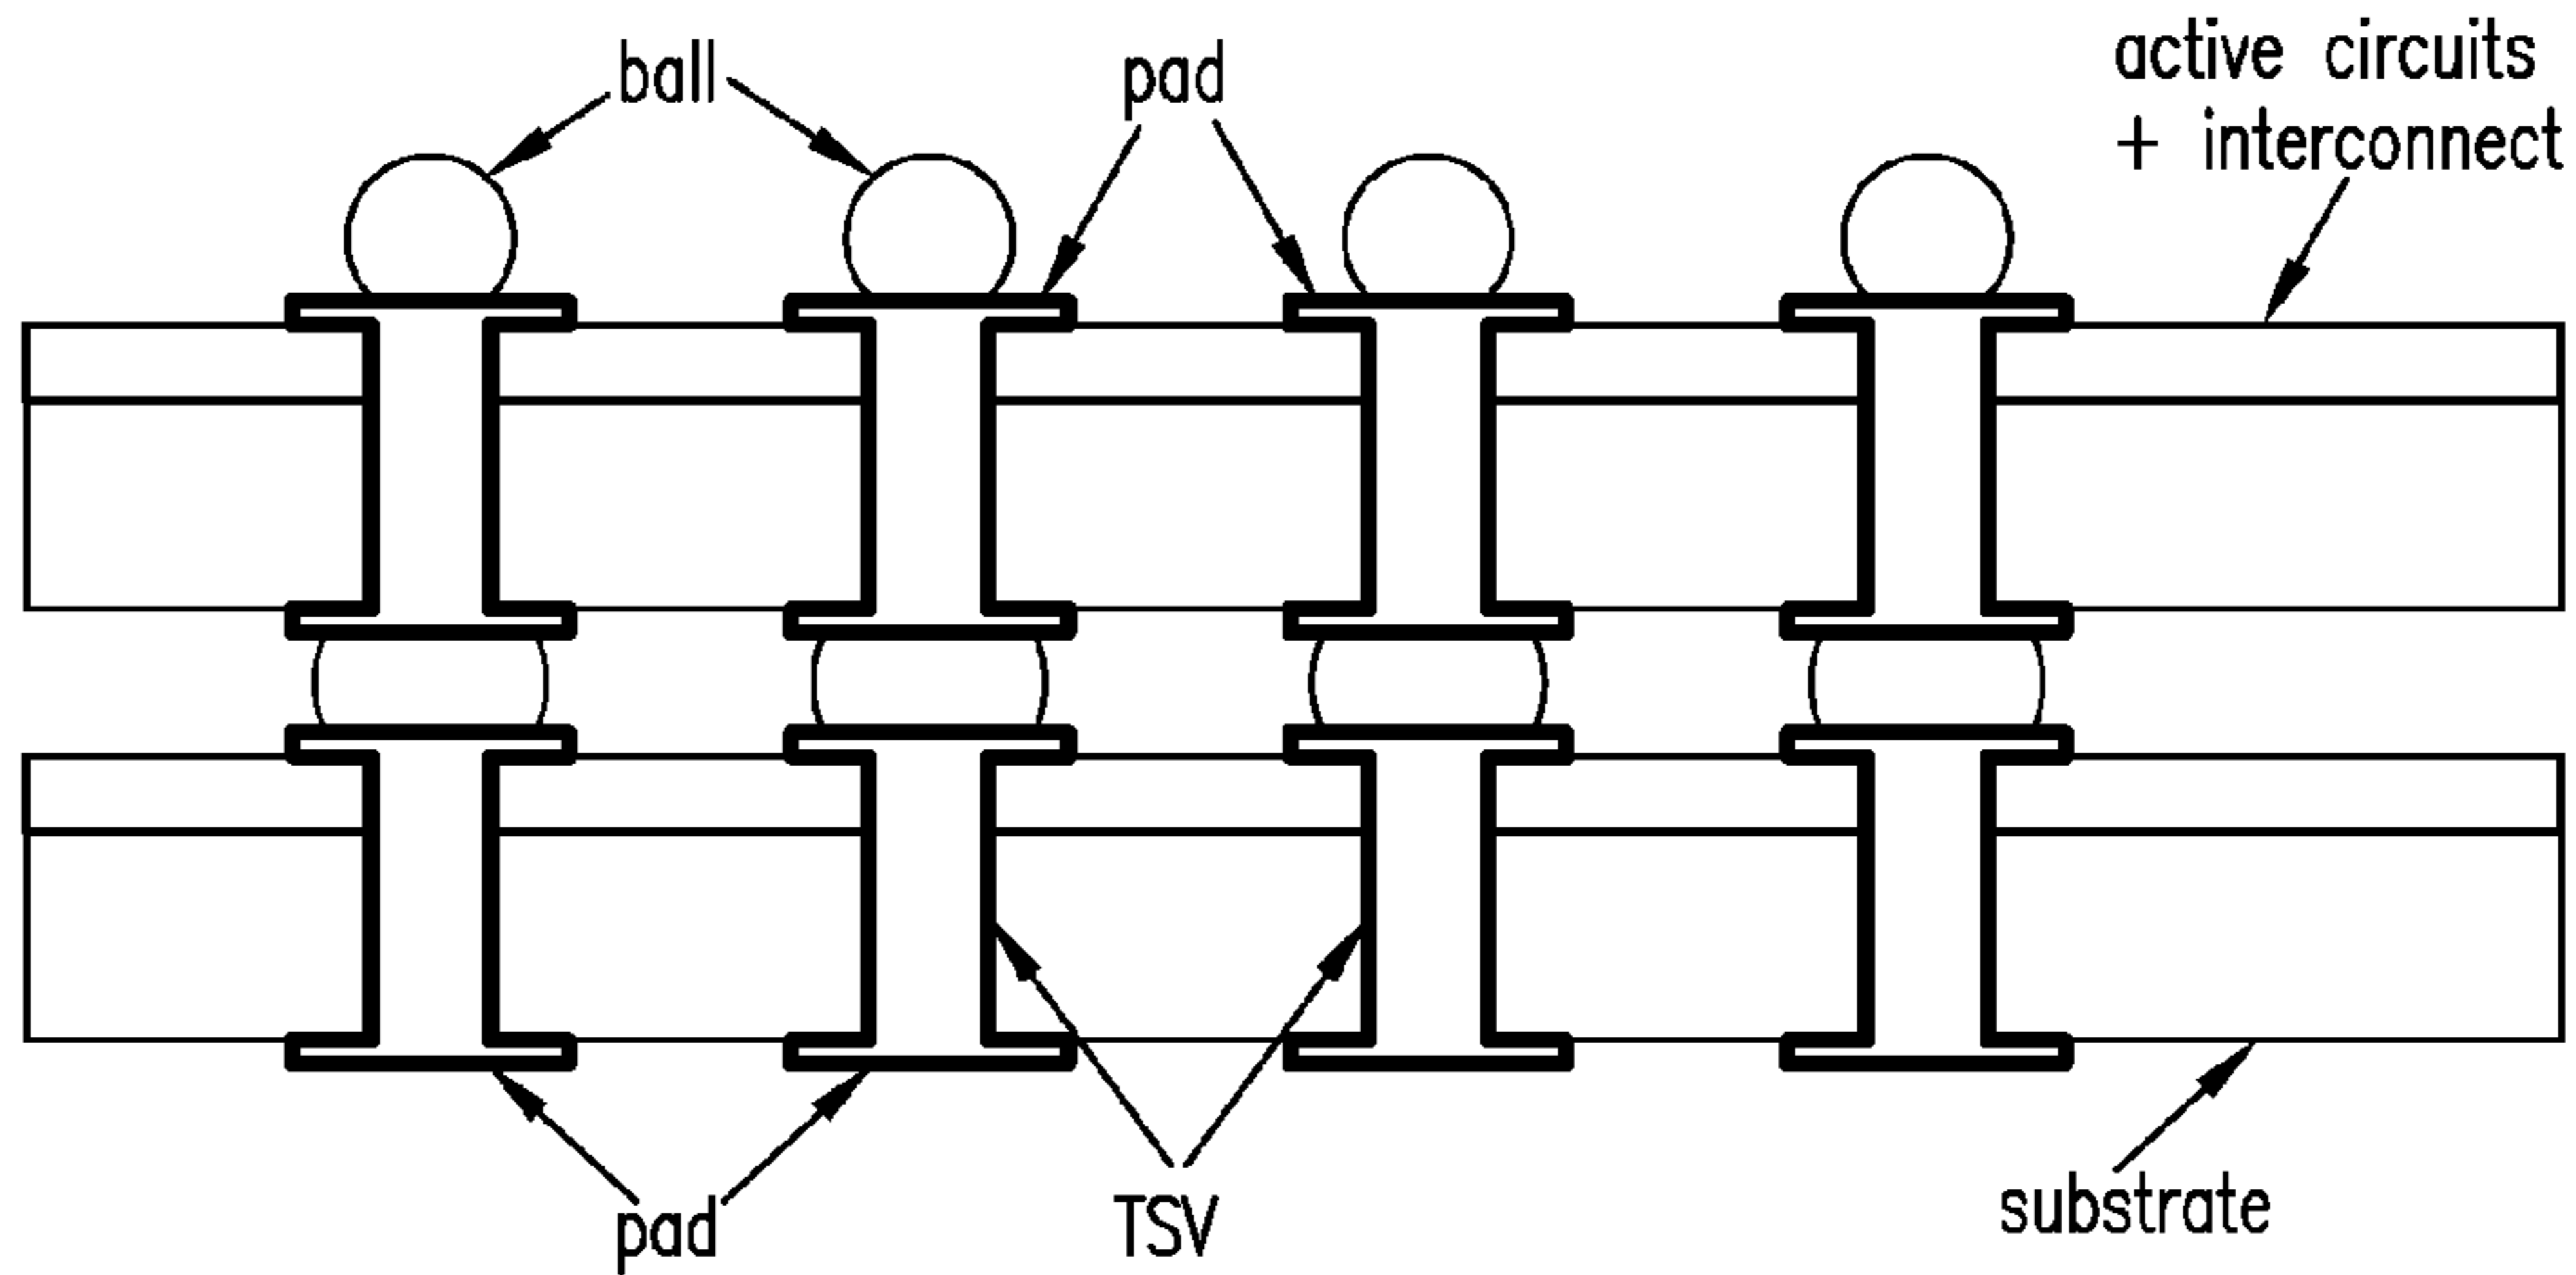 ball
pad
active circuits
+ interconnect
pad
TSV
substrate